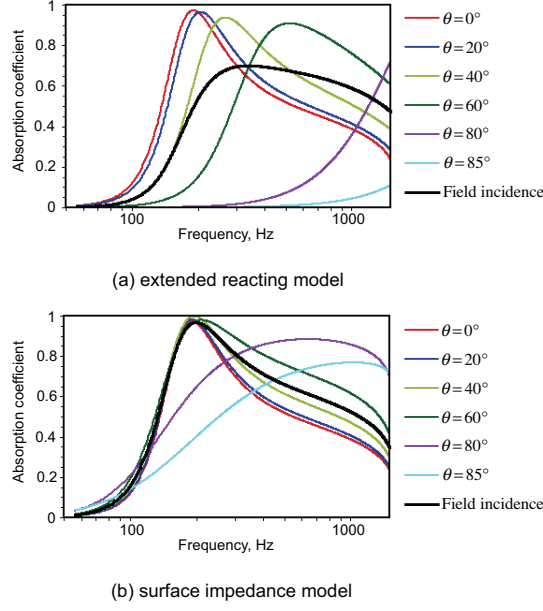 1
0.8
0.6
0.4
0.2
0
Absorption coefficient
100
1000
Frequency, Hz
θ=0°
θ=20°
θ=40°
θ=60°
θ=80°
θ=85°
Field incidence
(a) extended reacting model
1
0.8
0.6
0.4
0.2
0
Absorption coefficient
100
1000
Frequency, Hz
θ=0°
θ=20°
θ=40°
θ=60°
θ=80°
θ=85°
Field incidence
(b) surface impedance model